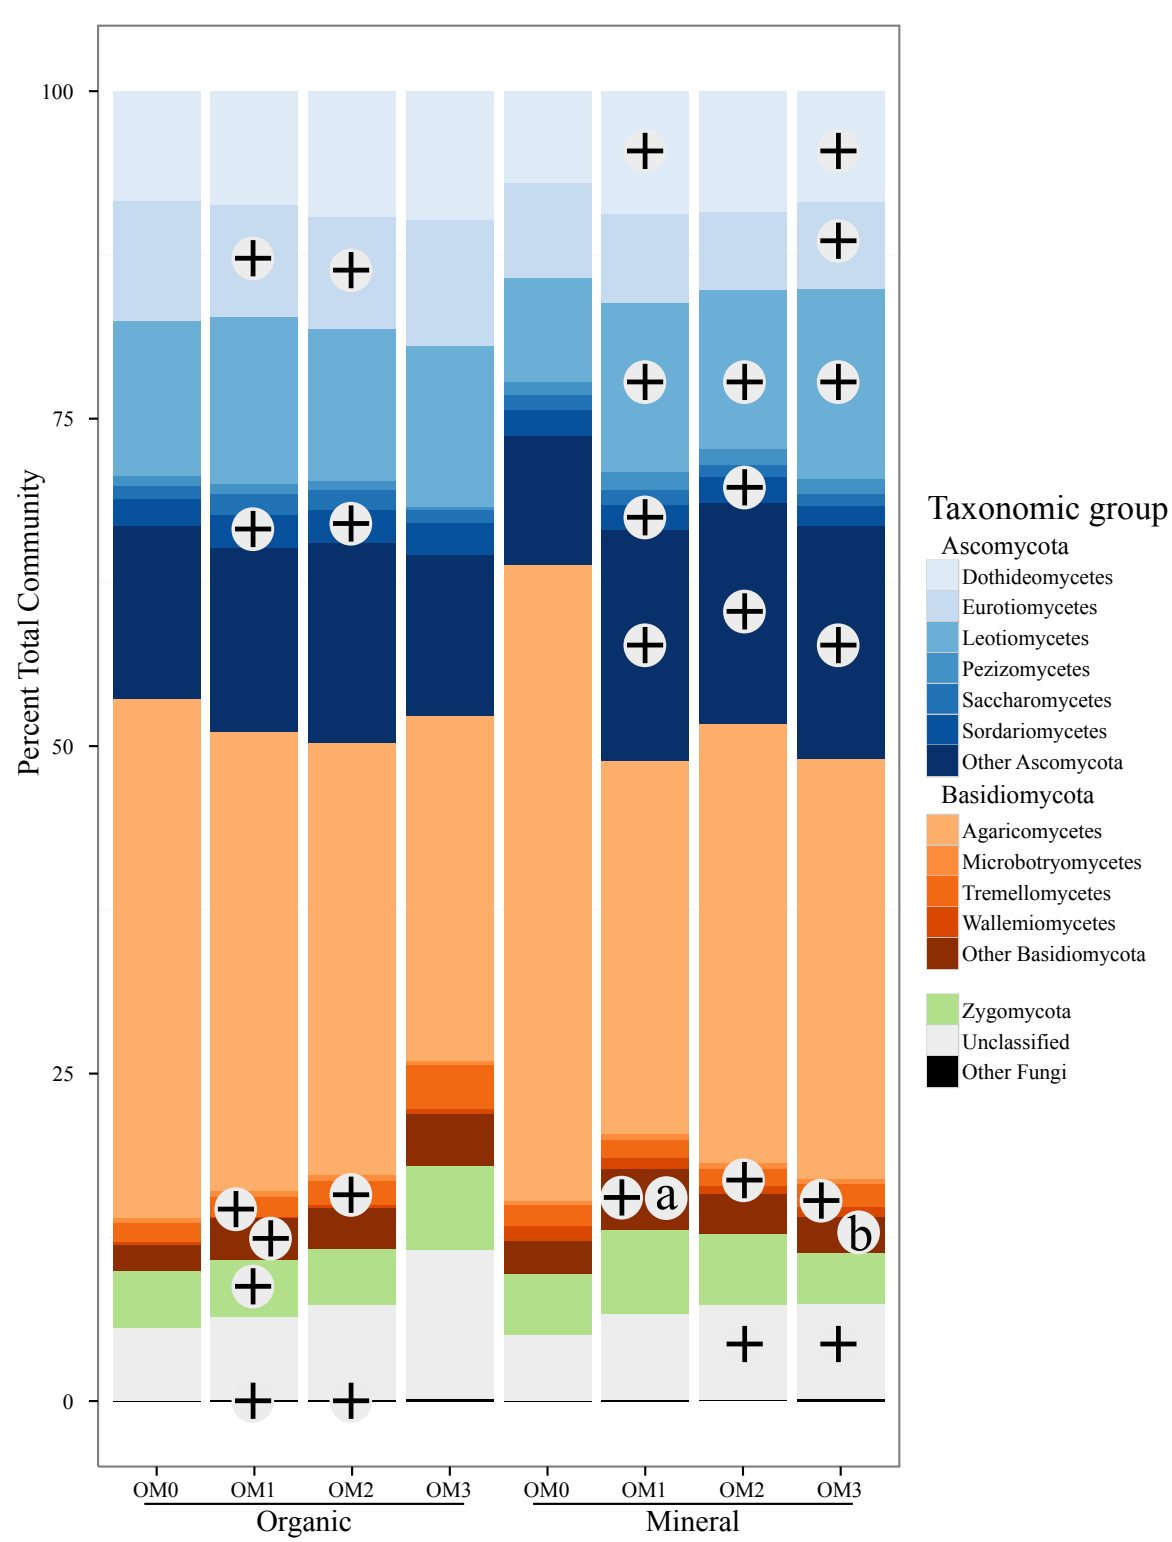 100
75
50
25
0
Percent Total Community
a
b
OM0 OM1 OM2 OM3 OM0 OM1 OM2 OM3
Organic Mineral
Taxonomic group
Ascomycota
Dothideomycetes
Eurotiomycetes
Leotiomycetes
Pezizomycetes
Saccharomycetes
Sordariomycetes
Other Ascomycota
Basidiomycota
Agaricomycetes
Microbotryomycetes
Tremellomycetes
Wallemiomycetes
Other Basidiomycota
Zygomycota
Unclassified
Other Fungi